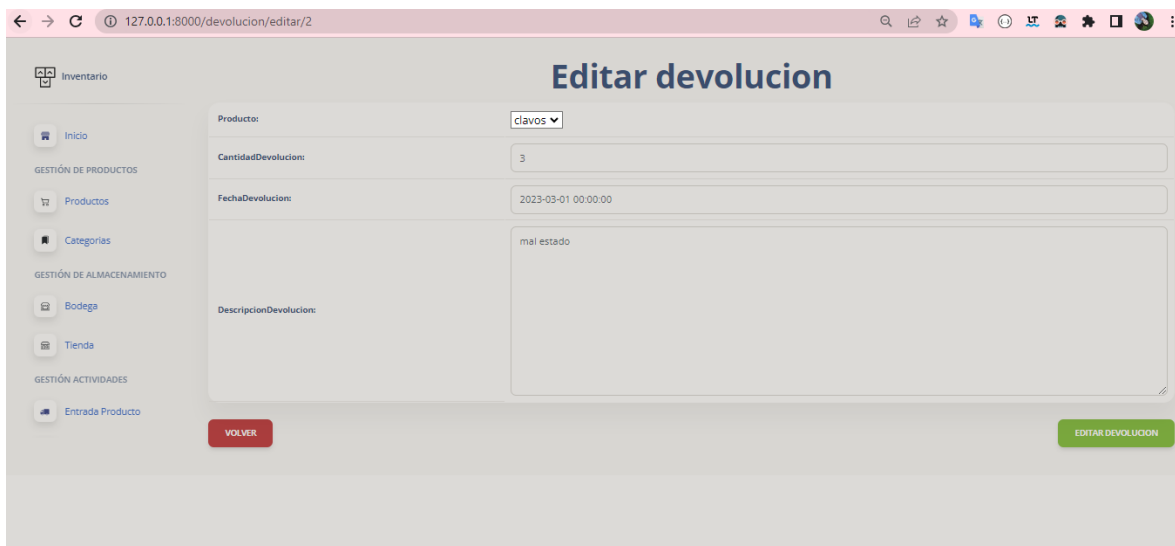 127.0.0.1:8000/devolucion/editar/2
Inventario
Editar devolucion
Inicio
GESTIÓN DE PRODUCTOS
Productos
Categorias
GESTIÓN DE ALMACENAMIENTO
Bodega
Tienda
GESTIÓN ACTIVIDADES
Entrada Producto
Producto:
clavos
CantidadDevolucion:
3
FechaDevolucion:
2023-03-01 00:00:00
DescripcionDevolucion:
mal estado
VOLVER
EDITAR DEVOLUCION